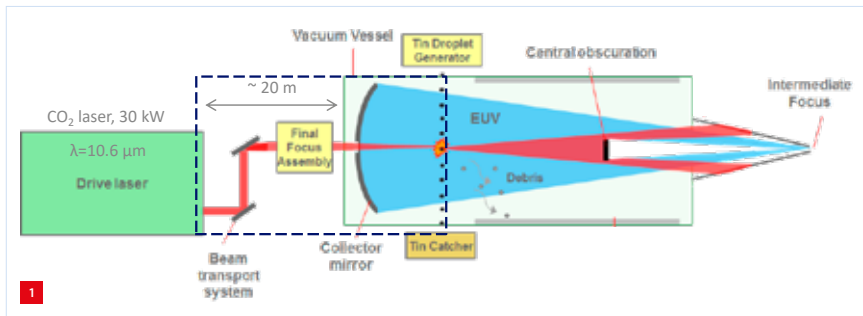 Vacuum Vessel
Tin Droplet
Generator
Central obscuration
Intermediate
Focus
~ 20 m
CO₂ laser, 30 kW
λ=10.6 µm
Drive laser
Final
Focus
Assembly
EUV
Debris
Collector
mirror
Tin Catcher
Beam
transport
system
1